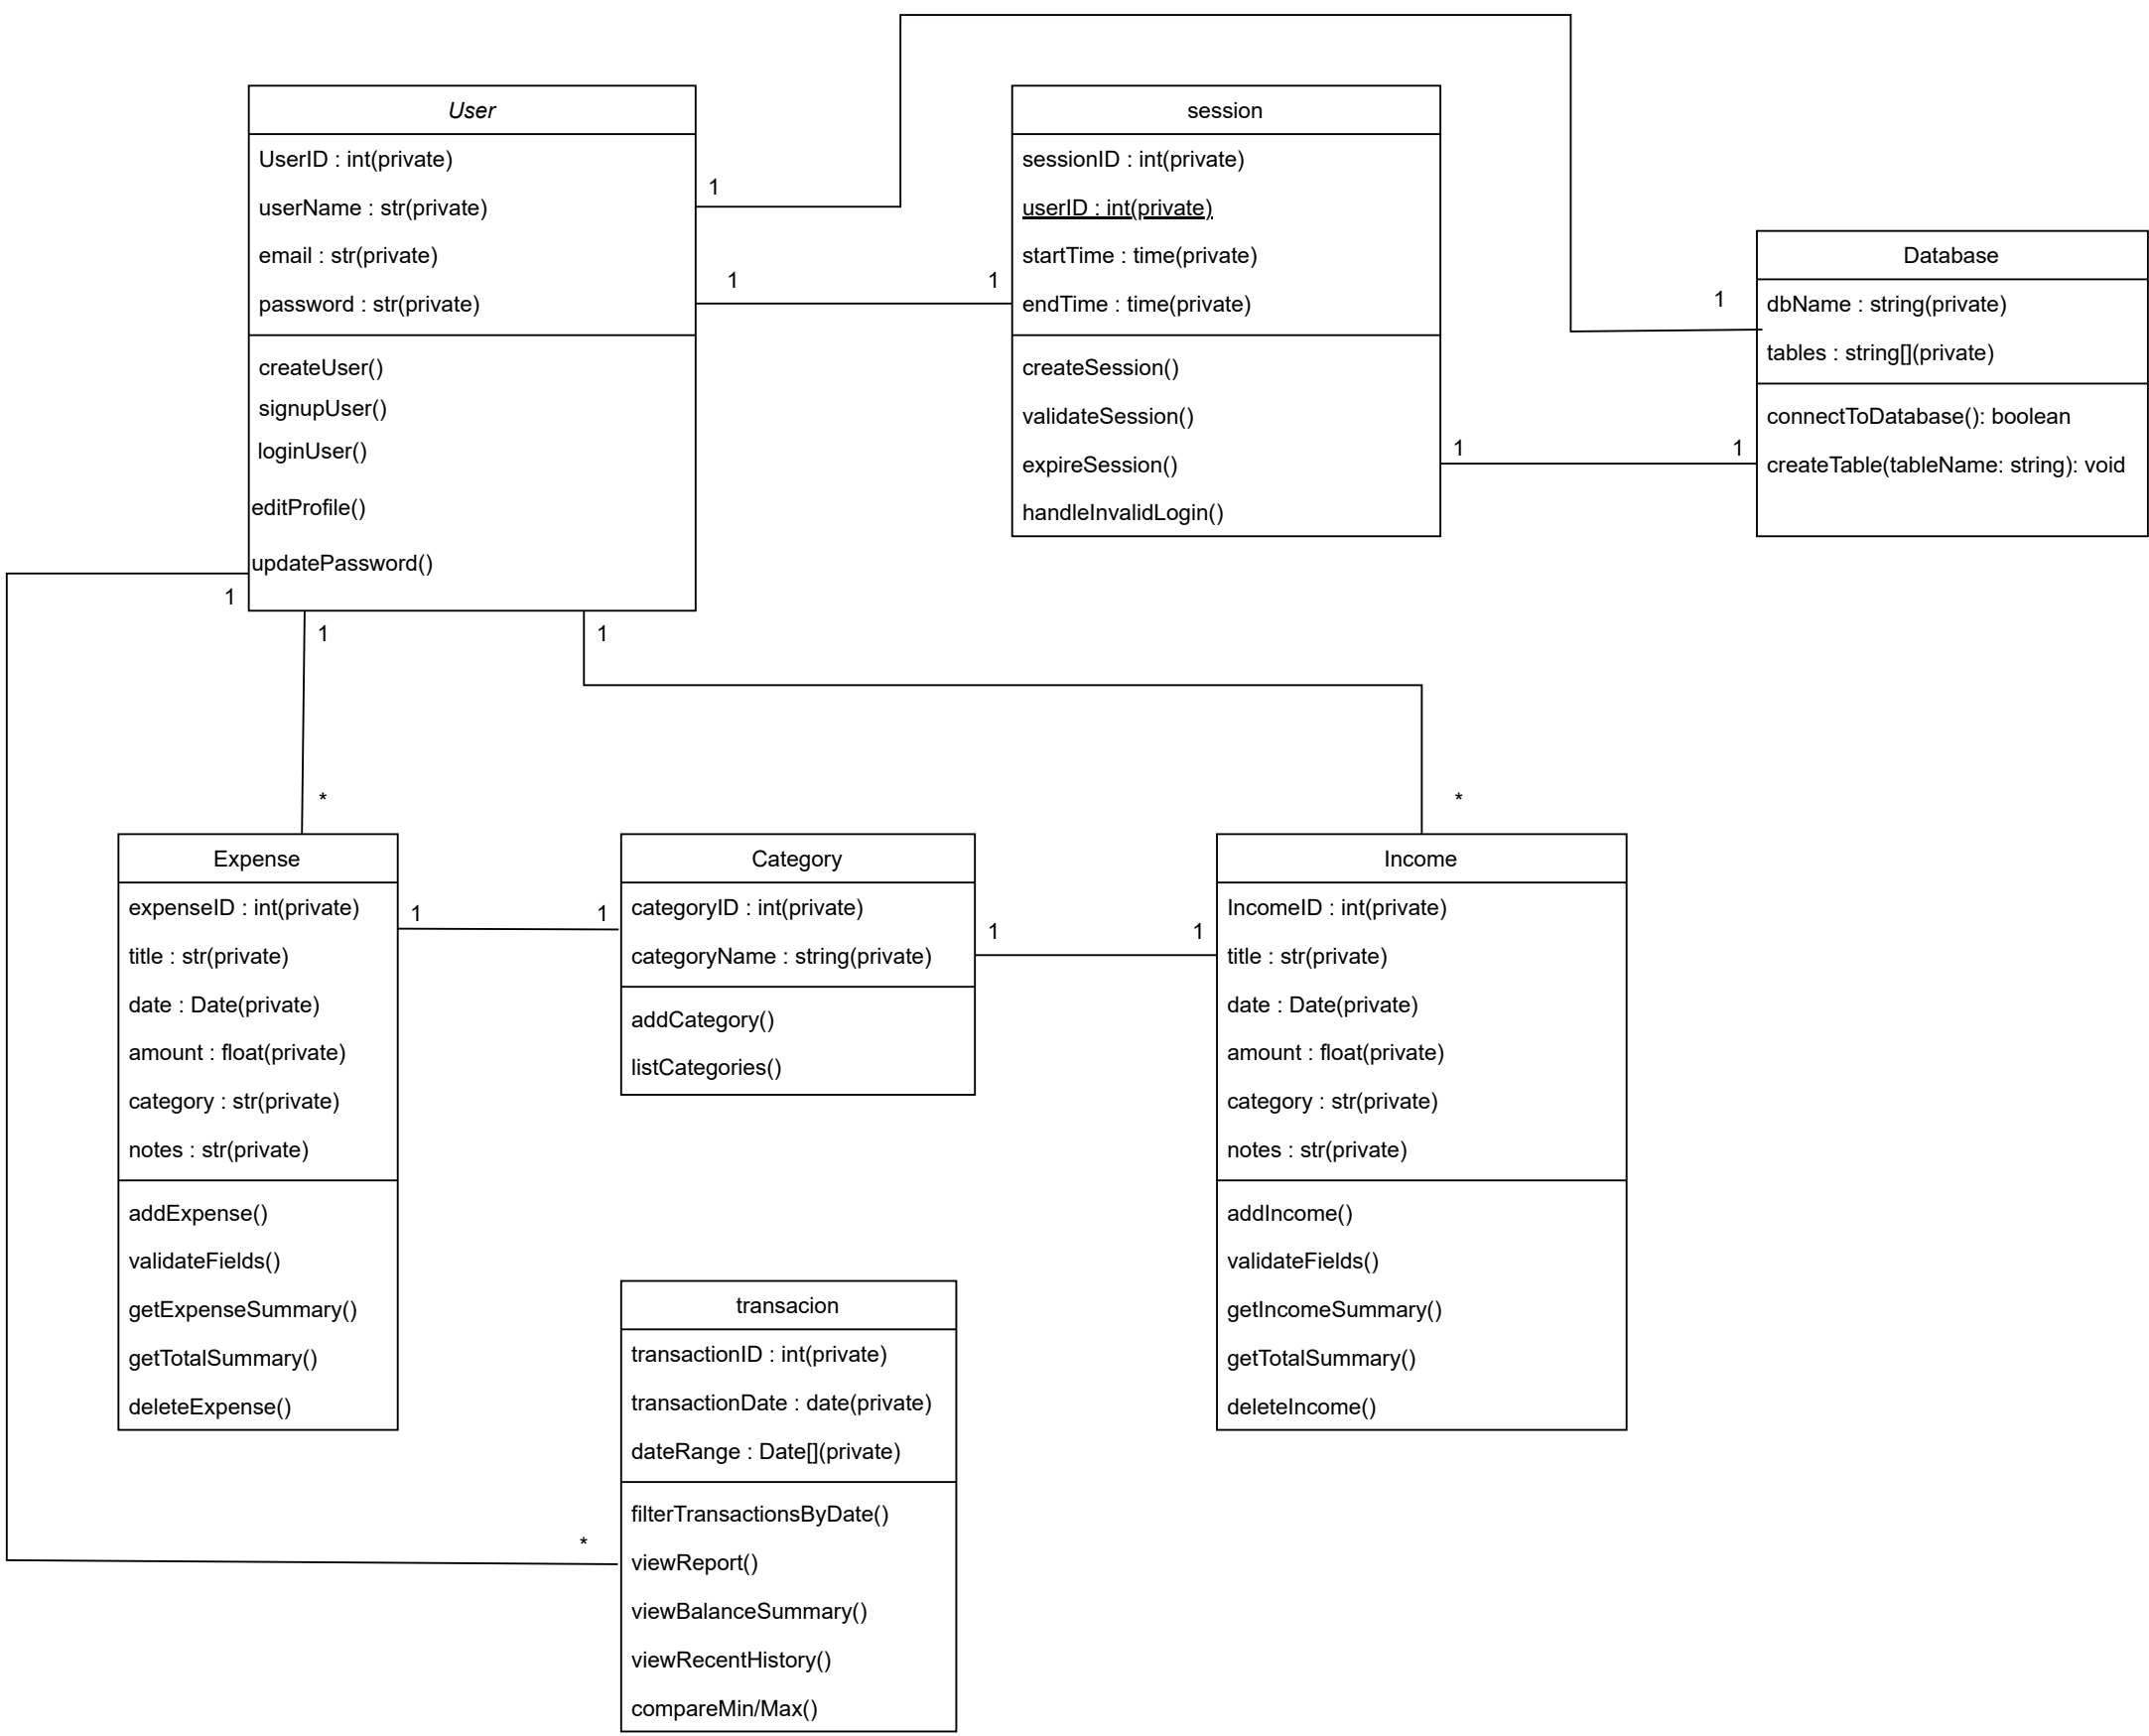 User
UserID : int(private)
userName : str(private)
email : str(private)
password : str(private)
createUser()
signupUser()
loginUser()
editProfile()
updatePassword()
1
1
1
1
1
session
sessionID : int(private)
userID : int(private)
startTime : time(private)
endTime : time(private)
createSession()
validateSession()
expireSession()
handleInvalidLogin()
1
1
Database
dbName : string(private)
tables : string[](private)
connectToDatabase(): boolean
createTable(tableName: string): void
1
1
*
*
Expense
expenseID : int(private)
title : str(private)
date : Date(private)
amount : float(private)
category : str(private)
notes : str(private)
addExpense()
validateFields()
getExpenseSummary()
getTotalSummary()
deleteExpense()
1
1
Category
categoryID : int(private)
categoryName : string(private)
addCategory()
listCategories()
1
1
Income
IncomeID : int(private)
title : str(private)
date : Date(private)
amount : float(private)
category : str(private)
notes : str(private)
addIncome()
validateFields()
getIncomeSummary()
getTotalSummary()
deleteIncome()
*
transacion
transactionID : int(private)
transactionDate : date(private)
dateRange : Date[](private)
filterTransactionsByDate()
viewReport()
viewBalanceSummary()
viewRecentHistory()
compareMin/Max()